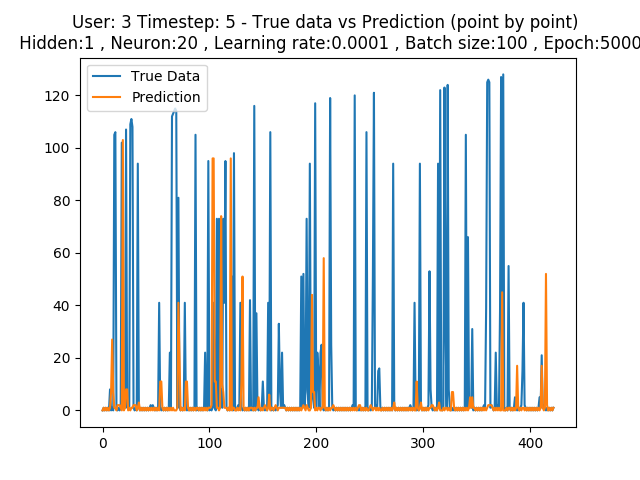 User: 3 Timestep: 5 - True data vs Prediction (point by point)
Hidden:1 , Neuron:20 , Learning rate:0.0001 , Batch size:100 , Epoch:5000
True Data
Prediction
120
100
80
60
40
20
0
0 100 200 300 400